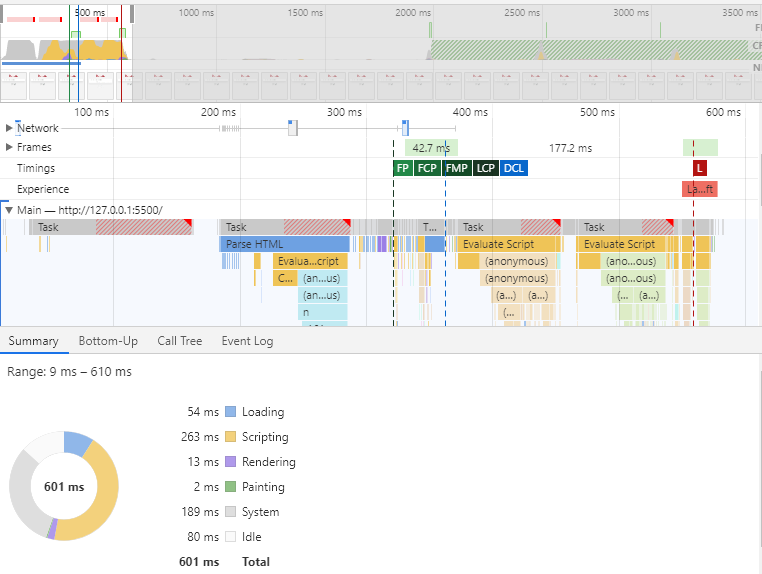 500 ms 1000 ms 1500 ms 2000 ms 2500 ms 3000 ms 3500 ms
100 ms 200 ms 300 ms 400 ms 500 ms 600 ms
Network
Frames 42.7 ms 177.2 ms
Timings FP FCP FMP LCP DCL L
Experience La…ft
Main — http://127.0.0.1:5500/
Task Task T… Task Task
Parse HTML Evaluate Script Evaluate Script
Evalua…cript (anonymous) (ano…ous)
C… (an…us) (anonymous) (ano…ous)
(an…us) (a…) (a…) (… (a…)
n (…
Summary Bottom-Up Call Tree Event Log
Range: 9 ms – 610 ms
54 ms Loading
263 ms Scripting
13 ms Rendering
601 ms
2 ms Painting
189 ms System
80 ms Idle
601 ms Total